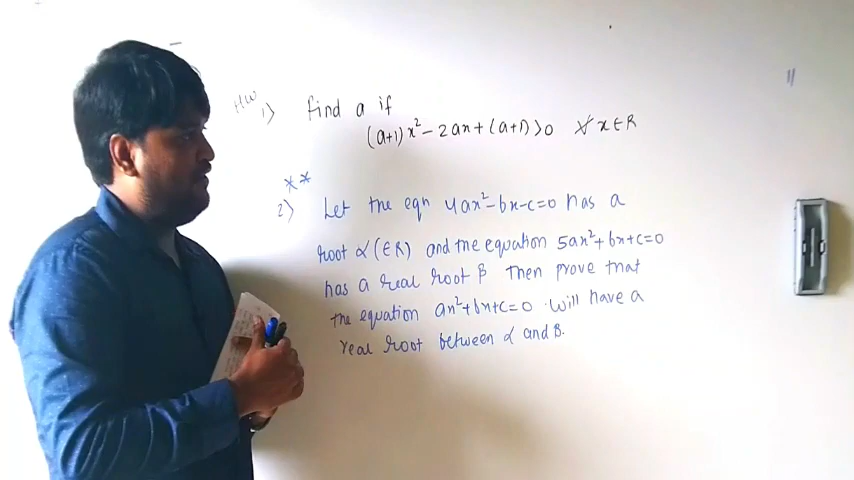 HW
1) find a if
(a+1)x² - 2ax + (a+1) > 0 ∀ x ∈ R
**
2) Let the eqn 4ax²-bx-c=0 has a
root α (∈R) and the equation 5ax²+bx+c=0
has a real root β Then prove that
the equation ax²+bx+c=0 will have a
real root between α and β.